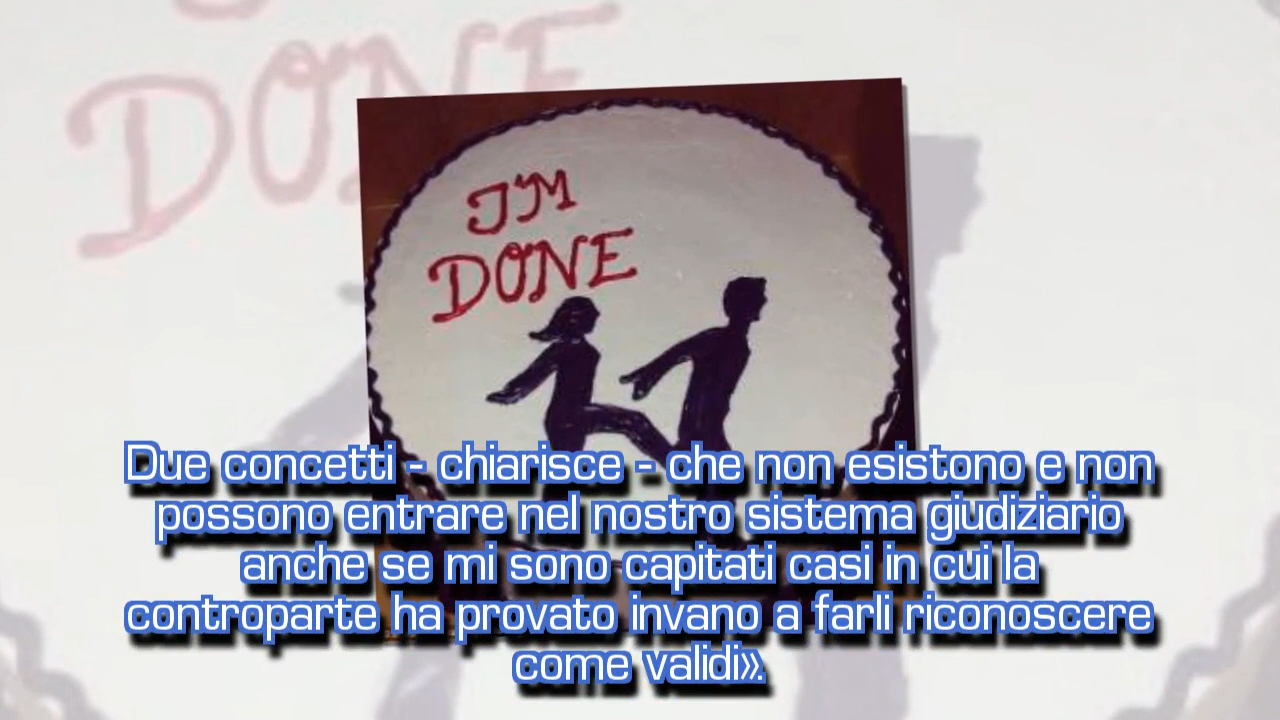 I'M
DONE
Due concetti - chiarisce - che non esistono e non
possono entrare nel nostro sistema giudiziario
anche se mi sono capitati casi in cui la
controparte ha provato invano a farli riconoscere
come validi».